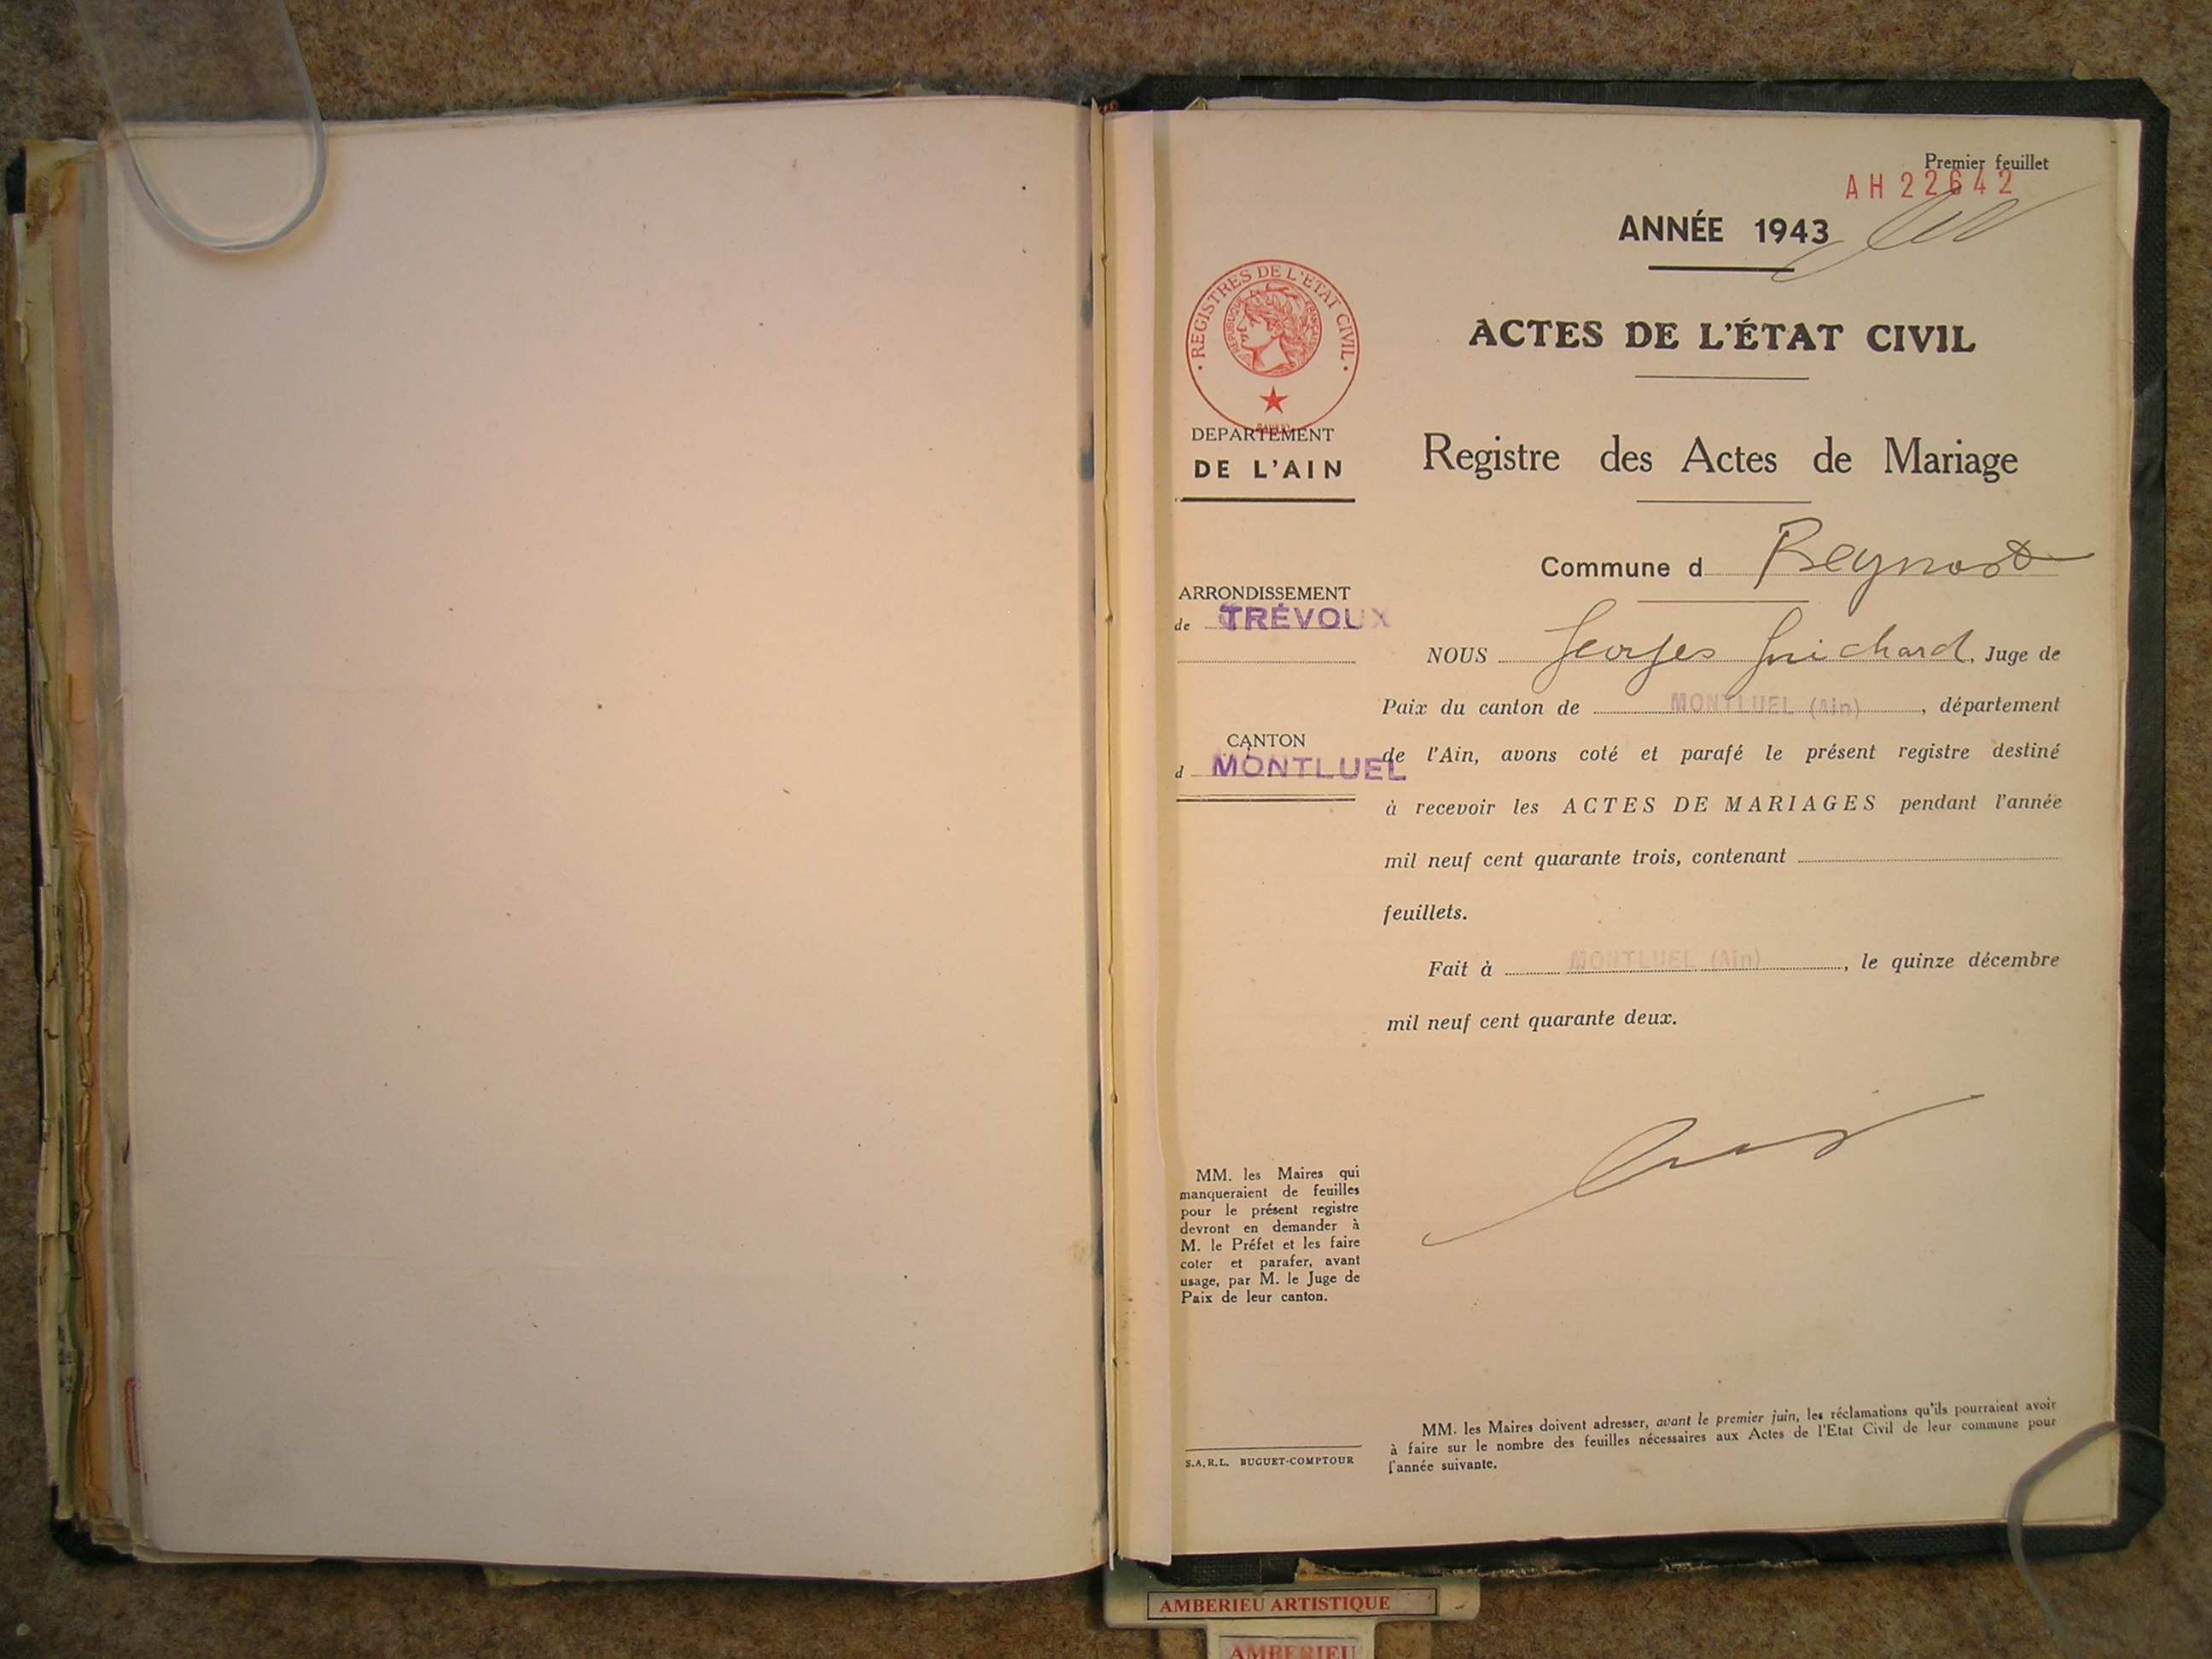 Premier feuillet
AH22642
ANNÉE 1943
REGISTRES DE L'ETAT CIVIL
REPUBLIQUE FRANCAISE
ACTES DE L'ÉTAT CIVIL
DEPARTEMENT
DE L'AIN
Registre des Actes de Mariage
Commune d Beynost
ARRONDISSEMENT
de TRÉVOUX
NOUS Georges Guichard, Juge de
Paix du canton de MONTLUEL (Ain), département
CANTON
d MONTLUEL
de l'Ain, avons coté et parafé le présent registre destiné
à recevoir les ACTES DE MARIAGES pendant l'année
mil neuf cent quarante trois, contenant
feuillets.
Fait à MONTLUEL (Ain), le quinze décembre
mil neuf cent quarante deux.
MM. les Maires qui
manqueraient de feuilles
pour le présent registre
devront en demander à
M. le Préfet et les faire
coter et parafer, avant
usage, par M. le Juge de
Paix de leur canton.
S.A.R.L. BUGUET-COMPTOUR
MM. les Maires doivent adresser, avant le premier juin, les réclamations qu'ils pourraient avoir
à faire sur le nombre des feuilles nécessaires aux Actes de l'Etat Civil de leur commune pour
l'année suivante.
AMBERIEU ARTISTIQUE
AMBERIEU